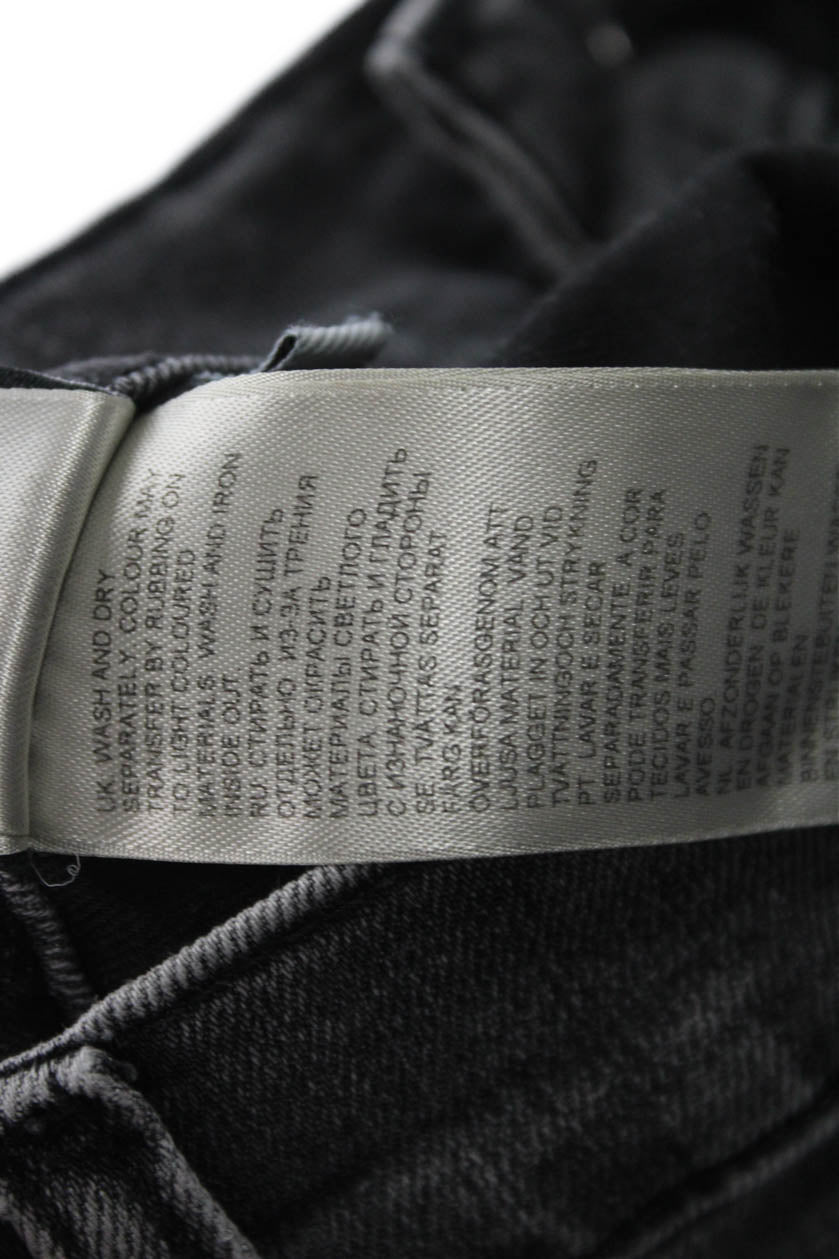 UK: WASH AND DRY
SEPARATELY. COLOUR MAY
TRANSFER BY RUBBING ON
TO LIGHT COLOURED
MATERIALS. WASH AND IRON
INSIDE OUT.
RU: СТИРАТЬ И СУШИТЬ
ОТДЕЛЬНО. ИЗ-ЗА ТРЕНИЯ
МОЖЕТ ОКРАСИТЬ
МАТЕРИАЛЫ СВЕТЛОГО
ЦВЕТА. СТИРАТЬ И ГЛАДИТЬ
С ИЗНАНОЧНОЙ СТОРОНЫ
SE: TVÄTTAS SEPARAT.
FÄRG KAN
ÖVERFÖRASGENOM ATT
LJUSA MATERIAL. VÄND
PLAGGET IN OCH UT VID
TVÄTTNINGOCH STRYKNING
PT: LAVAR E SECAR
SEPARADAMENTE. A COR
PODE TRANSFERIR PARA
TECIDOS MAIS LEVES.
LAVAR E PASSAR PELO
AVESSO.
NL: AFZONDERLIJK WASSEN
EN DROGEN. DE KLEUR KAN
AFGAAN OP BLEKERE
MATERIALEN.